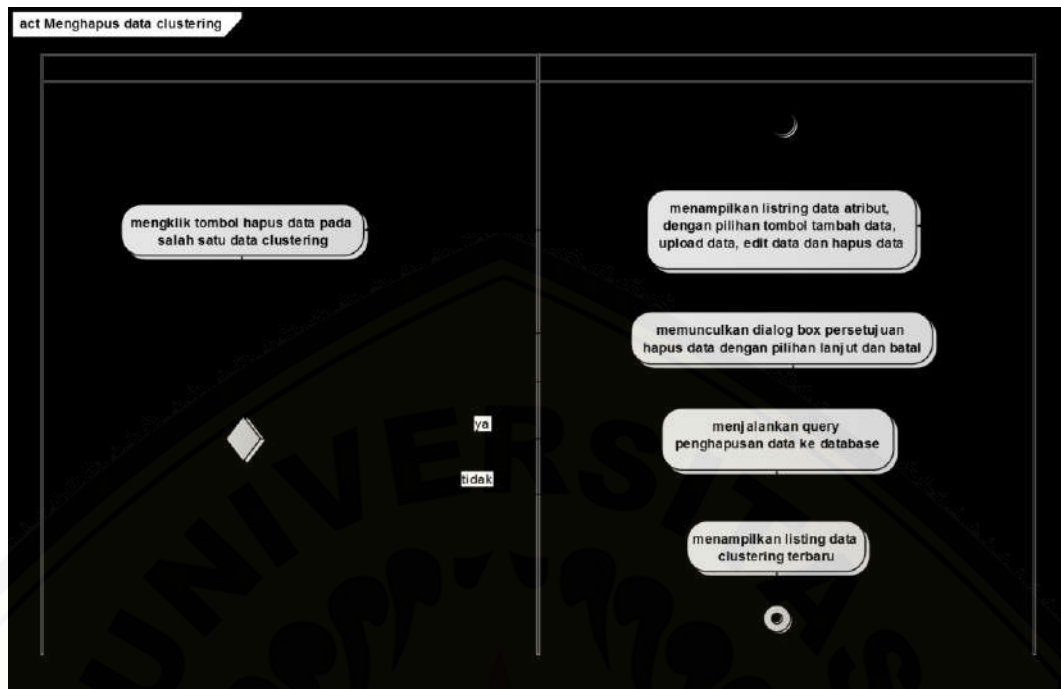 act Menghapus data clustering
mengklik tombol hapus data pada
salah satu data clustering
menampilkan listring data atribut,
dengan pilihan tombol tambah data,
upload data, edit data dan hapus data
memunculkan dialog box persetujuan
hapus data dengan pilihan lanjut dan batal
ya
menjalankan query
penghapusan data ke database
tidak
menampilkan listing data
clustering terbaru
UNIVERSITAS